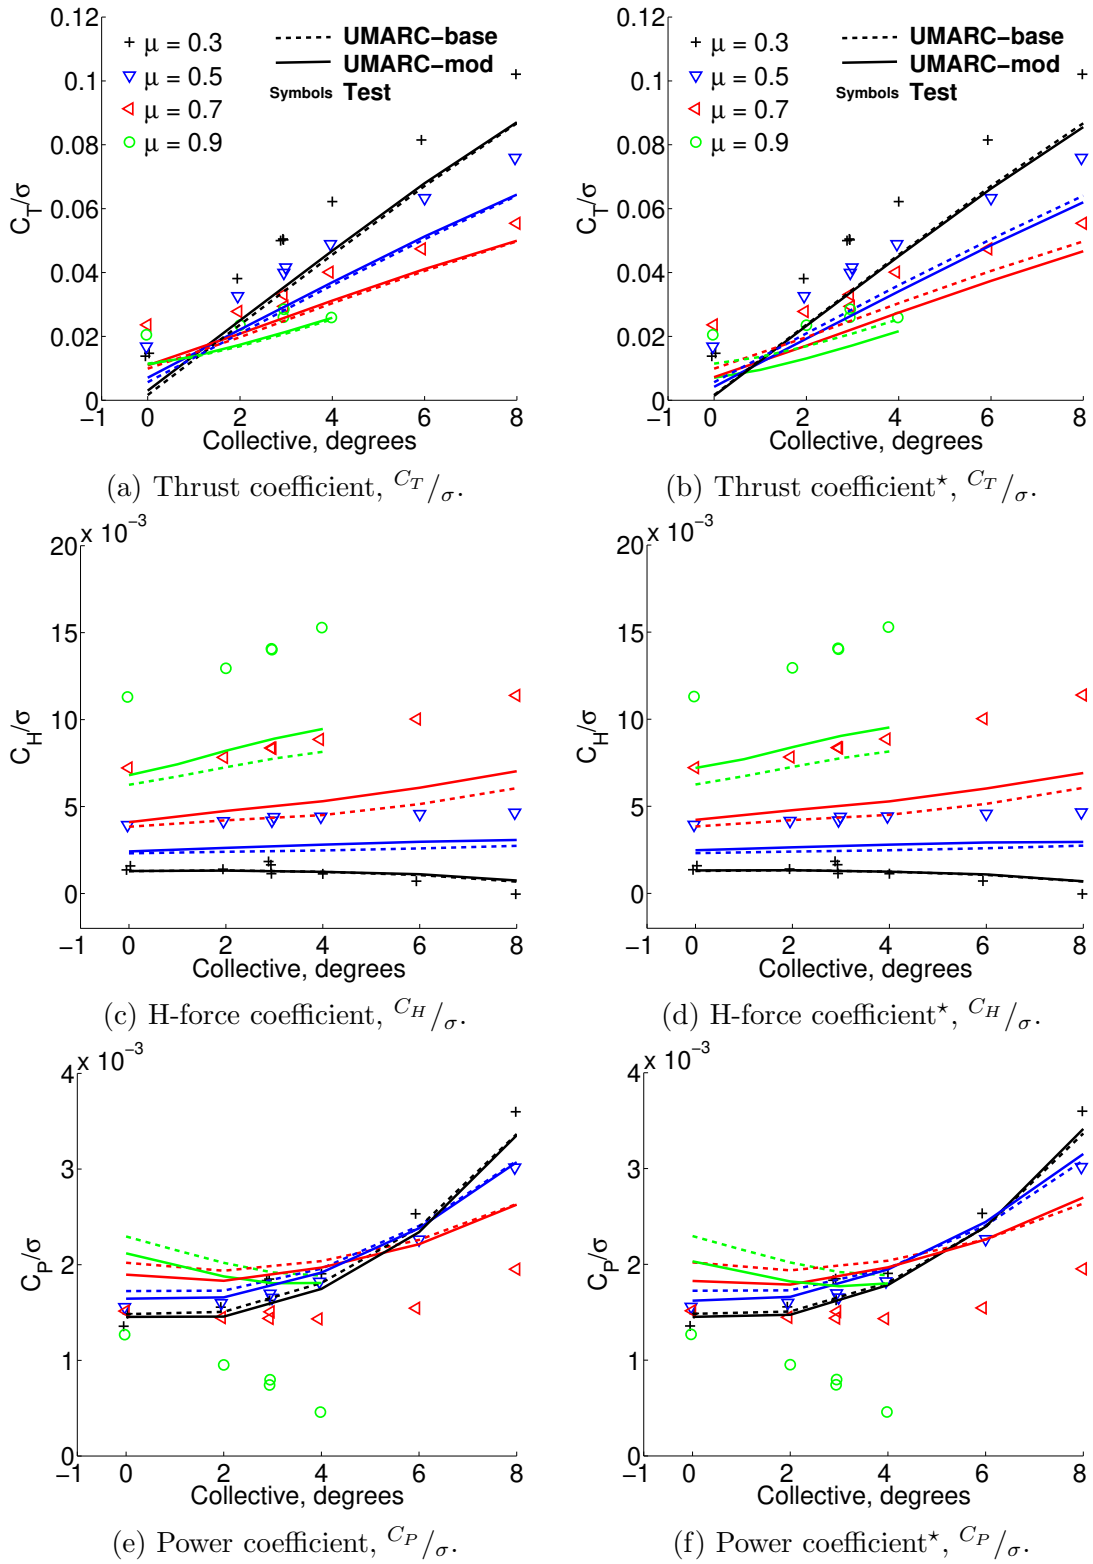 0.12
0.1
0.08
0.06
0.04
0.02
0
−1
0
2
4
6
8
C_T/σ
Collective, degrees
μ = 0.3
μ = 0.5
μ = 0.7
μ = 0.9
UMARC−base
UMARC−mod
Symbols Test
(a) Thrust coefficient, C_T/σ.
0.12
0.1
0.08
0.06
0.04
0.02
0
−1
0
2
4
6
8
C_T/σ
Collective, degrees
μ = 0.3
μ = 0.5
μ = 0.7
μ = 0.9
UMARC−base
UMARC−mod
Symbols Test
(b) Thrust coefficient⋆, C_T/σ.
x 10⁻³
20
15
10
5
0
−1
0
2
4
6
8
C_H/σ
Collective, degrees
(c) H-force coefficient, C_H/σ.
x 10⁻³
20
15
10
5
0
−1
0
2
4
6
8
C_H/σ
Collective, degrees
(d) H-force coefficient⋆, C_H/σ.
x 10⁻³
4
3
2
1
0
−1
0
2
4
6
8
C_P/σ
Collective, degrees
(e) Power coefficient, C_P/σ.
x 10⁻³
4
3
2
1
0
−1
0
2
4
6
8
C_P/σ
Collective, degrees
(f) Power coefficient⋆, C_P/σ.